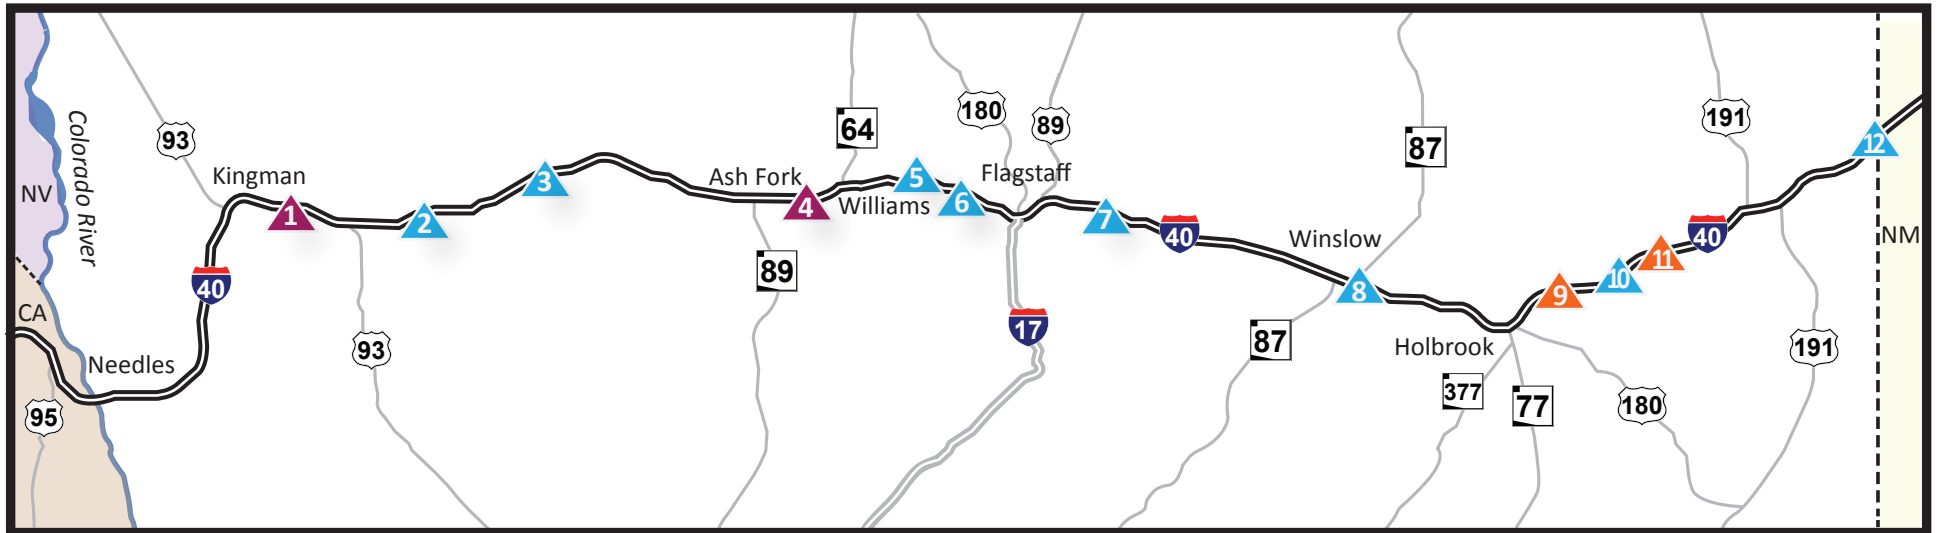 93
Colorado River
NV
Kingman
1
2
3
Ash Fork
64
4
Williams
5
180
6
Flagstaff
89
7
40
87
Winslow
8
191
12
NM
40
11
10
9
40
CA
Needles
95
93
89
17
87
Holbrook
377
77
180
191